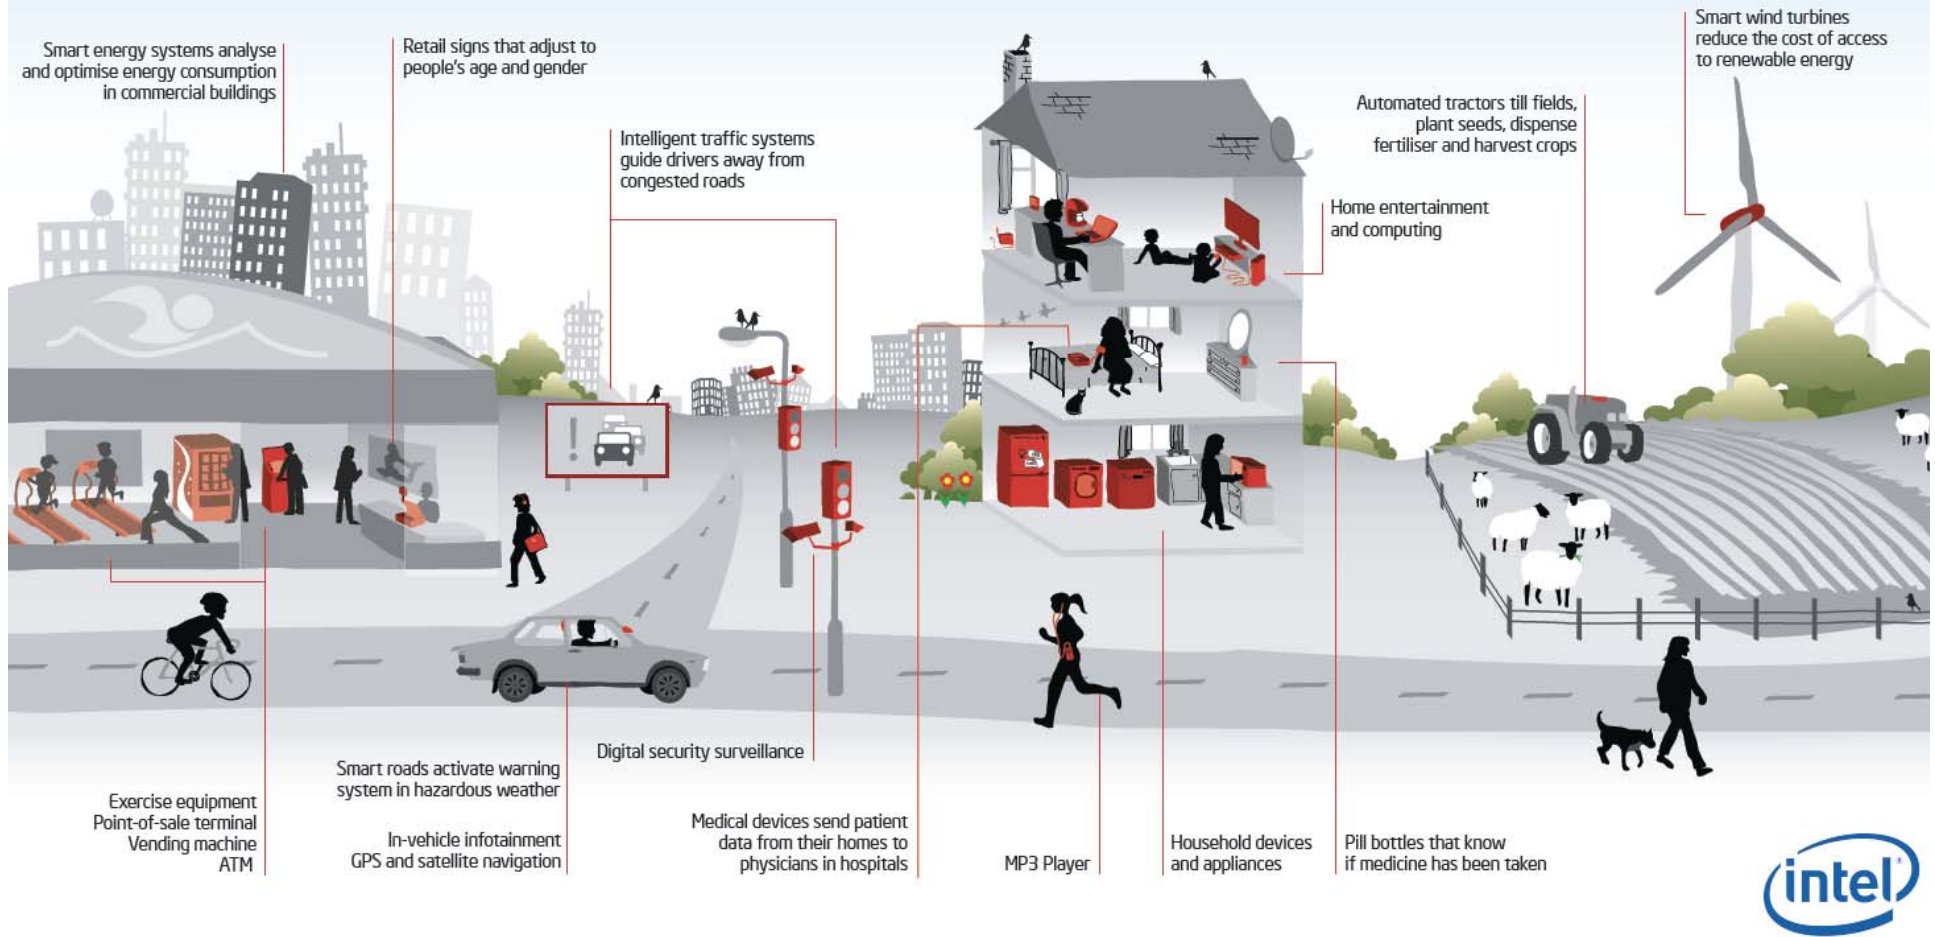 Smart energy systems analyse
and optimise energy consumption
in commercial buildings
Retail signs that adjust to
people's age and gender
Intelligent traffic systems
guide drivers away from
congested roads
Smart wind turbines
reduce the cost of access
to renewable energy
Automated tractors till fields,
plant seeds, dispense
fertiliser and harvest crops
Home entertainment
and computing
!
Digital security surveillance
Smart roads activate warning
system in hazardous weather
In-vehicle infotainment
GPS and satellite navigation
Exercise equipment
Point-of-sale terminal
Vending machine
ATM
Medical devices send patient
data from their homes to
physicians in hospitals
MP3 Player
Household devices
and appliances
Pill bottles that know
if medicine has been taken
intel